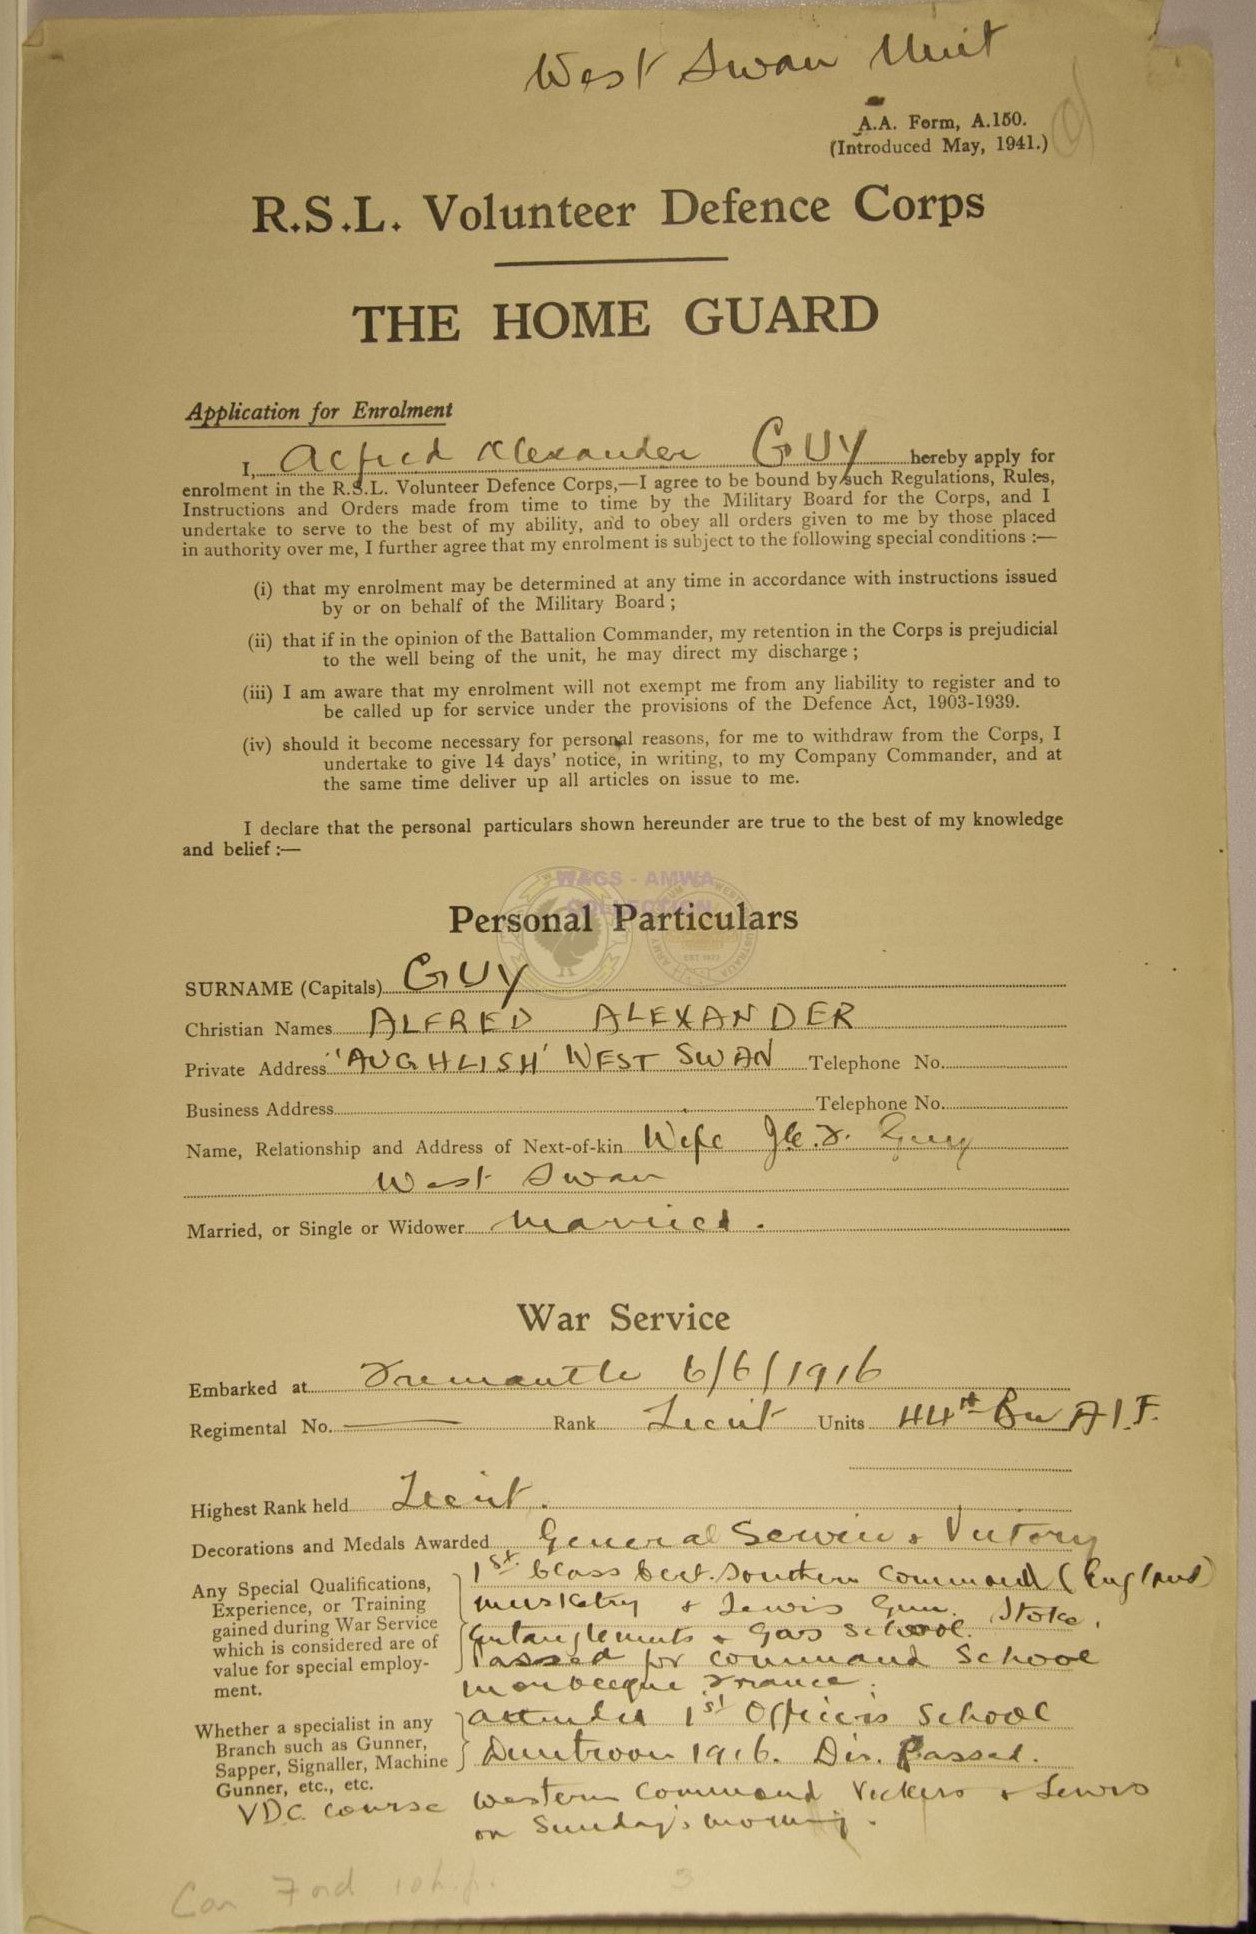 West Swan Unit
A.A. Form, A.150.
(Introduced May, 1941.)
R.S.L. Volunteer Defence Corps
THE HOME GUARD
Application for Enrolment
I, Alfred Alexander GUY hereby apply for
enrolment in the R.S.L. Volunteer Defence Corps,—I agree to be bound by such Regulations, Rules,
Instructions and Orders made from time to time by the Military Board for the Corps, and I
undertake to serve to the best of my ability, and to obey all orders given to me by those placed
in authority over me, I further agree that my enrolment is subject to the following special conditions :—
(i) that my enrolment may be determined at any time in accordance with instructions issued
by or on behalf of the Military Board ;
(ii) that if in the opinion of the Battalion Commander, my retention in the Corps is prejudicial
to the well being of the unit, he may direct my discharge ;
(iii) I am aware that my enrolment will not exempt me from any liability to register and to
be called up for service under the provisions of the Defence Act, 1903-1939.
(iv) should it become necessary for personal reasons, for me to withdraw from the Corps, I
undertake to give 14 days' notice, in writing, to my Company Commander, and at
the same time deliver up all articles on issue to me.
I declare that the personal particulars shown hereunder are true to the best of my knowledge
and belief :—
WAGS - AMWA
COLLECTION
Personal Particulars
SURNAME (Capitals) GUY
Christian Names ALFRED ALEXANDER
Private Address "AUGHLISH' WEST SWAN Telephone No.
Business Address Telephone No.
Name, Relationship and Address of Next-of-kin Wife Guy
West Swan
Married, or Single or Widower Married.
War Service
Embarked at Fremantle 6/6/1916
Regimental No. Rank Lieut Units 44th Bn A.I.F.
Highest Rank held Lieut.
Decorations and Medals Awarded General Service & Victory
Any Special Qualifications, 1st Class Cert. Southern Command (England)
Experience, or Training Musketry & Lewis Gun. Stoke,
gained during War Service Entanglements & Gas School.
which is considered are of Passed for Command School
value for special employ- Morbecque France.
ment.
Whether a specialist in any Attended 1st Officers School
Branch such as Gunner, Duntroon 1916. Dis. Passed.
Sapper, Signaller, Machine
Gunner, etc., etc.
VDC course Western Command Vickers & Lewis
on Sunday's morning.
Car Ford 10 h.p. 3